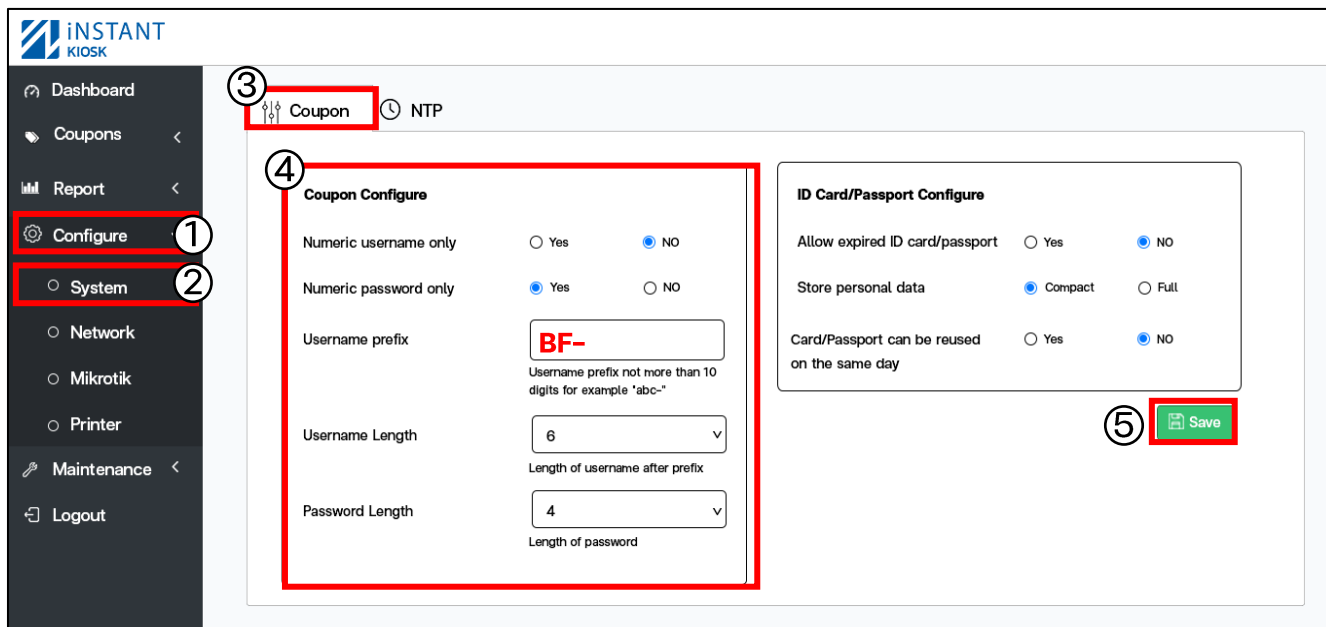 iNSTANT
KIOSK
Dashboard
Coupons
Report
Configure
①
System
②
Network
Mikrotik
Printer
Maintenance
Logout
③
Coupon
NTP
④
Coupon Configure
Numeric username only Yes NO
Numeric password only Yes NO
Username prefix BF-
Username prefix not more than 10
digits for example "abc-"
Username Length 6
Length of username after prefix
Password Length 4
Length of password
ID Card/Passport Configure
Allow expired ID card/passport Yes NO
Store personal data Compact Full
Card/Passport can be reused Yes NO
on the same day
⑤
Save